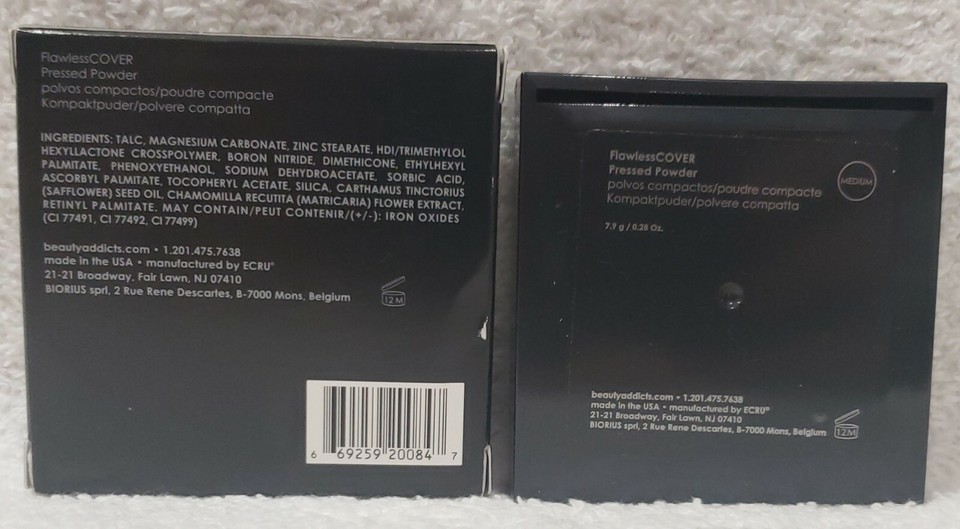 FlawlessCOVER
Pressed Powder
polvos compactos/poudre compacte
Kompaktpuder/polvere compatta
INGREDIENTS: TALC, MAGNESIUM CARBONATE, ZINC STEARATE, HDI/TRIMETHYLOL
HEXYLLACTONE CROSSPOLYMER, BORON NITRIDE, DIMETHICONE, ETHYLHEXYL
PALMITATE, PHENOXYETHANOL, SODIUM DEHYDROACETATE, SORBIC ACID,
ASCORBYL PALMITATE, TOCOPHERYL ACETATE, SILICA, CARTHAMUS TINCTORIUS
(SAFFLOWER) SEED OIL, CHAMOMILLA RECUTITA (MATRICARIA) FLOWER EXTRACT,
RETINYL PALMITATE. MAY CONTAIN/PEUT CONTENIR/(+/-): IRON OXIDES
(CI 77491, CI 77492, CI 77499)
beautyaddicts.com • 1.201.475.7638
made in the USA • manufactured by ECRU®
21-21 Broadway, Fair Lawn, NJ 07410
BIORIUS sprl, 2 Rue Rene Descartes, B-7000 Mons, Belgium
12 M
6 69259 20084 7
FlawlessCOVER
Pressed Powder
polvos compactos/poudre compacte
Kompaktpuder/polvere compatta
MEDIUM
7.9 g / 0.28 Oz.
beautyaddicts.com • 1.201.475.7638
made in the USA • manufactured by ECRU®
21-21 Broadway, Fair Lawn, NJ 07410
BIORIUS sprl, 2 Rue Rene Descartes, B-7000 Mons, Belgium
12 M